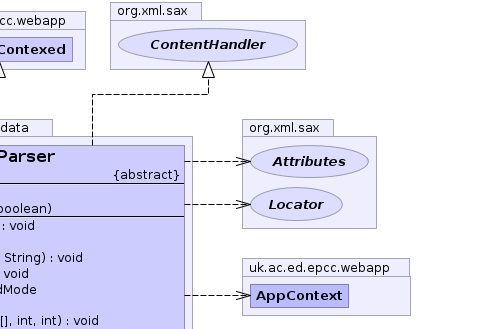 org.xml.sax
cc.webapp
ContentHandler
Contexed
data
org.xml.sax
Parser
Attributes
{abstract}
Locator
boolean)
: void
String) : void
void
dMode
uk.ac.ed.epcc.webapp
AppContext
[], int, int) : void